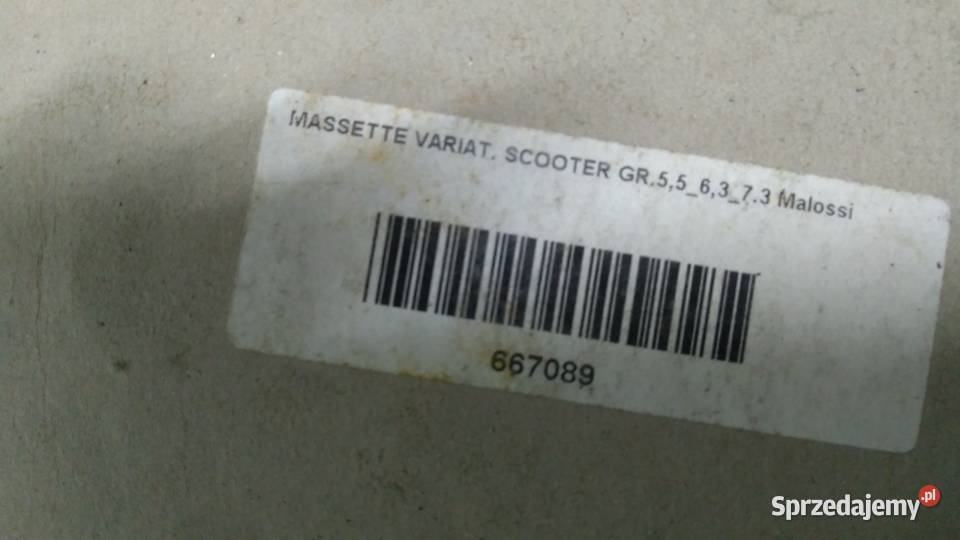 MASSETTE VARIAT. SCOOTER GR.5,5_6,3_7.3 Malossi
667089
Sprzedajemy.pl